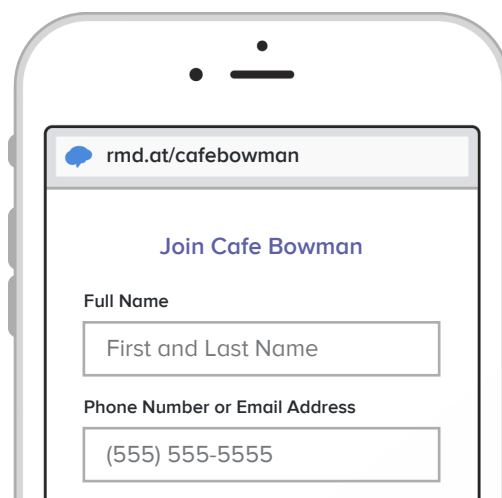 rmd.at/cafebowman
Join Cafe Bowman
Full Name
First and Last Name
Phone Number or Email Address
(555) 555-5555